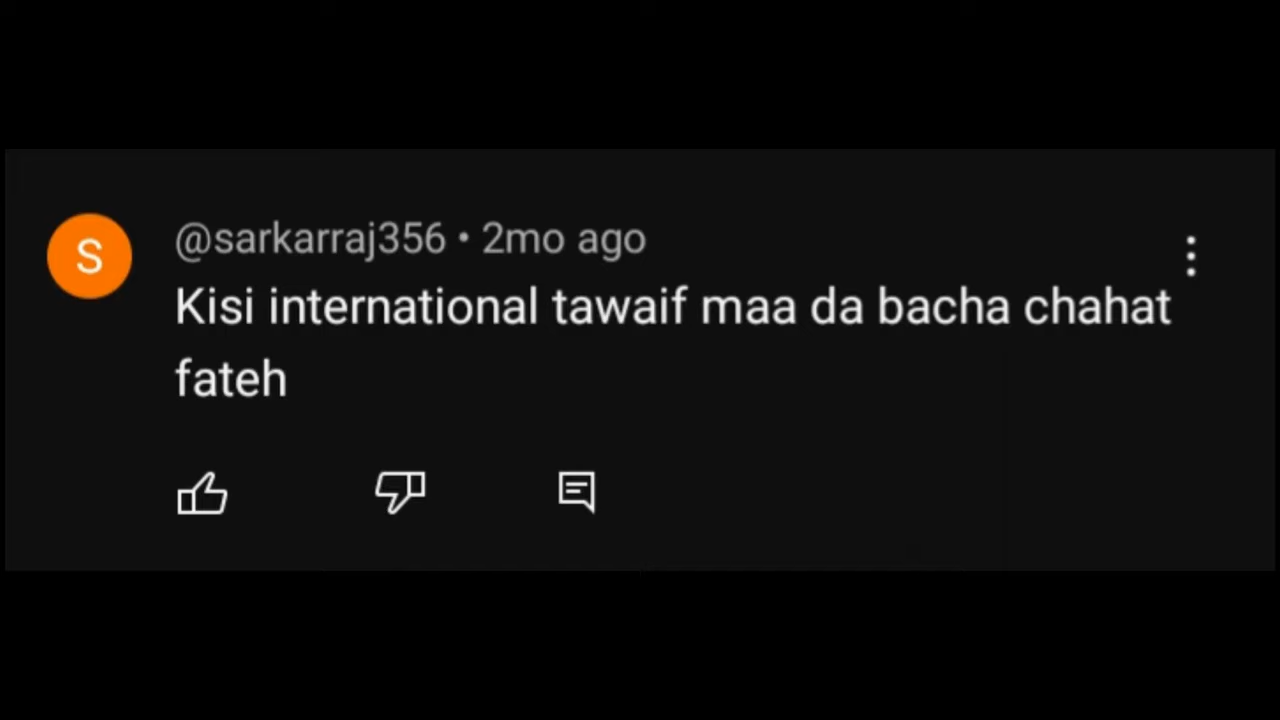 S
@sarkarraj356 • 2mo ago
Kisi international tawaif maa da bacha chahat
fateh